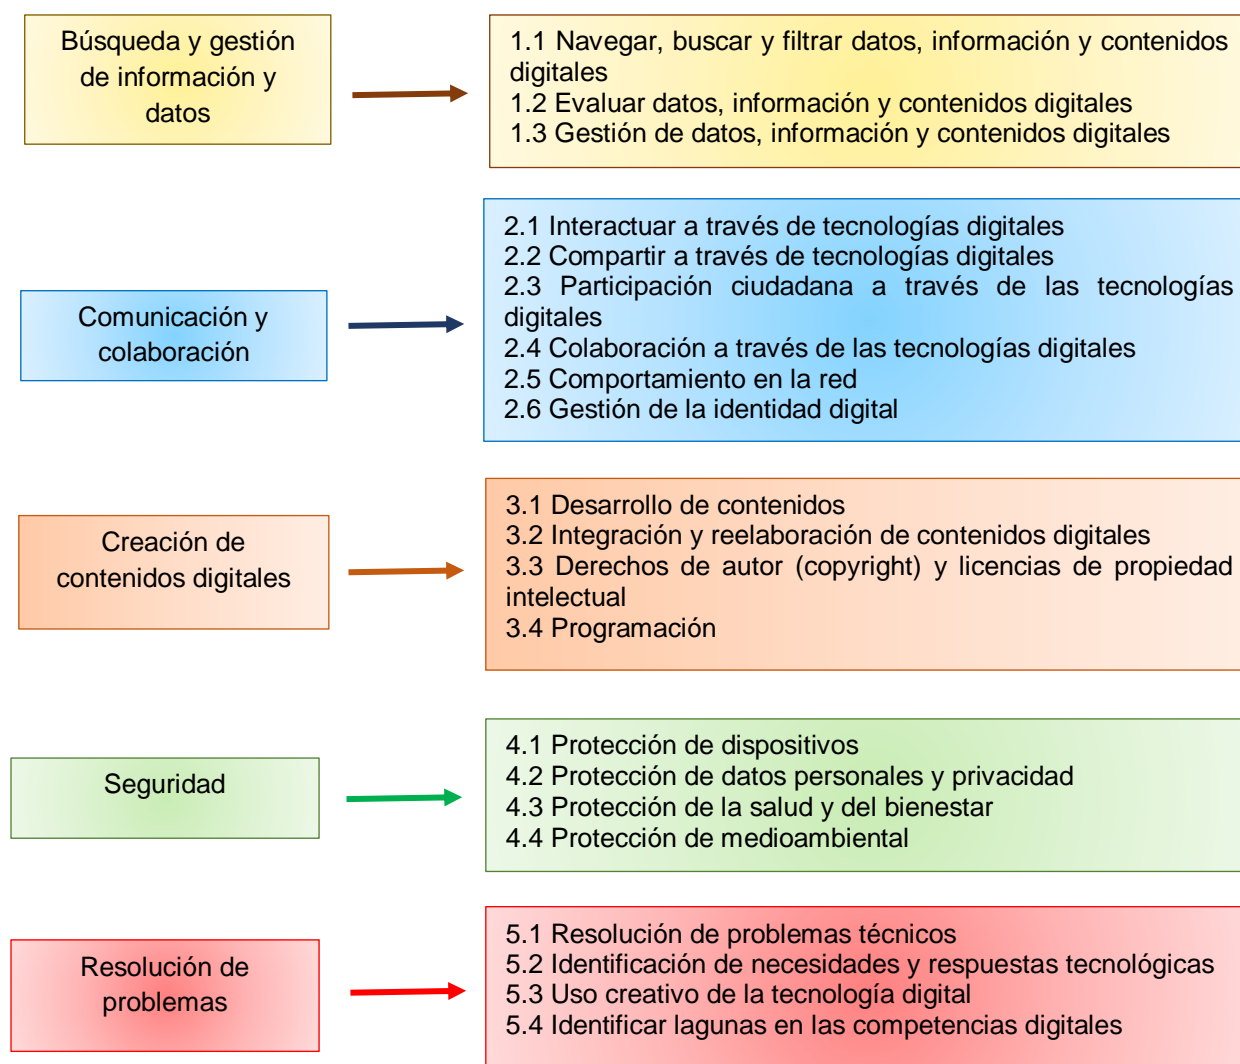 Búsqueda y gestión
de información y
datos
1.1 Navegar, buscar y filtrar datos, información y contenidos
digitales
1.2 Evaluar datos, información y contenidos digitales
1.3 Gestión de datos, información y contenidos digitales
Comunicación y
colaboración
2.1 Interactuar a través de tecnologías digitales
2.2 Compartir a través de tecnologías digitales
2.3 Participación ciudadana a través de las tecnologías
digitales
2.4 Colaboración a través de las tecnologías digitales
2.5 Comportamiento en la red
2.6 Gestión de la identidad digital
Creación de
contenidos digitales
3.1 Desarrollo de contenidos
3.2 Integración y reelaboración de contenidos digitales
3.3 Derechos de autor (copyright) y licencias de propiedad
intelectual
3.4 Programación
Seguridad
4.1 Protección de dispositivos
4.2 Protección de datos personales y privacidad
4.3 Protección de la salud y del bienestar
4.4 Protección de medioambiental
Resolución de
problemas
5.1 Resolución de problemas técnicos
5.2 Identificación de necesidades y respuestas tecnológicas
5.3 Uso creativo de la tecnología digital
5.4 Identificar lagunas en las competencias digitales